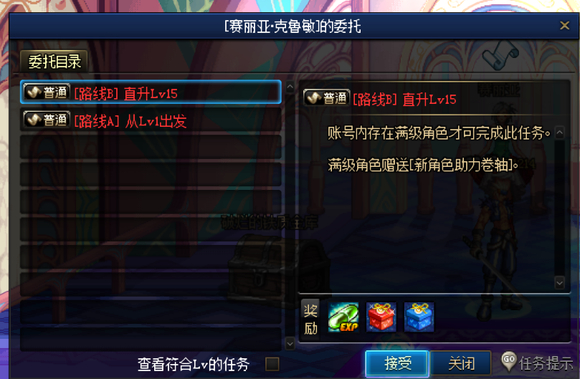 [赛丽亚·克鲁敏]的委托
委托目录
普通 [路线B] 直升Lv15
普通 [路线A] 从Lv1出发
普通 [路线B] 直升Lv15
账号内存在满级角色才可完成此任务。
满级角色赠送[新角色助力卷轴]。
奖励
EXP
查看符合Lv的任务
接受
关闭
GO 任务提示